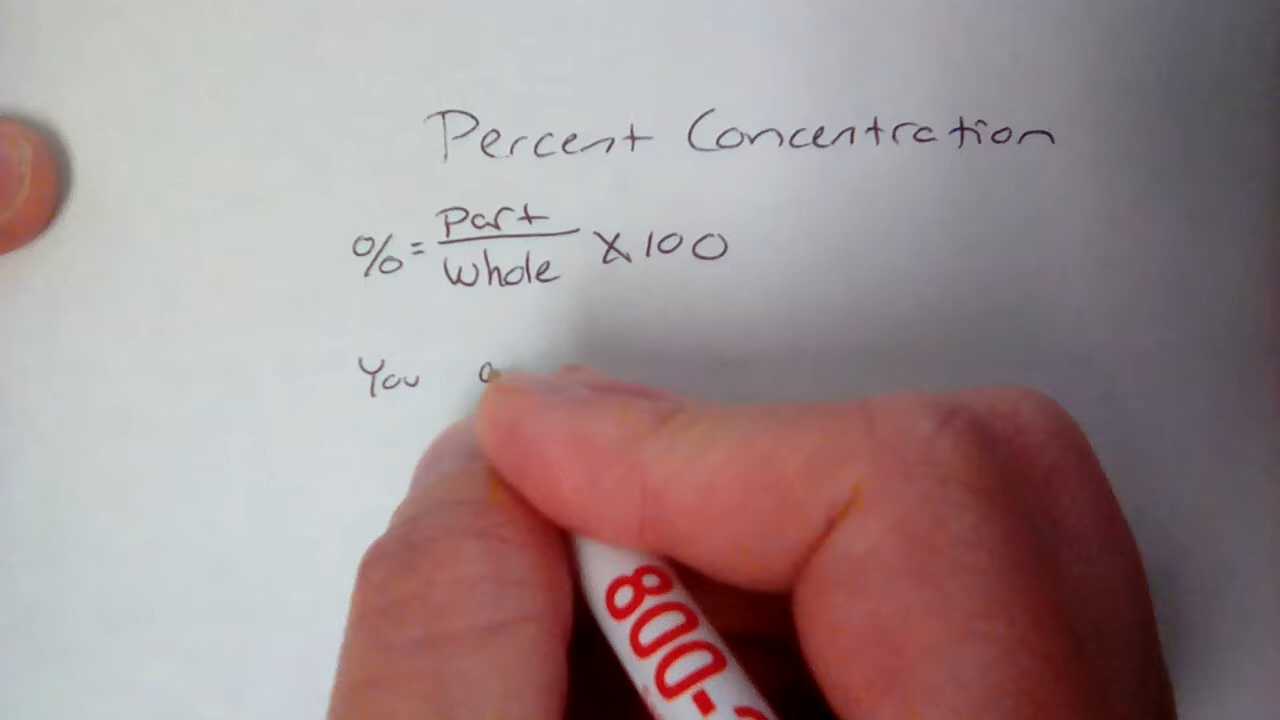 Percent Concentration
% = Part / Whole X 100
You
800-